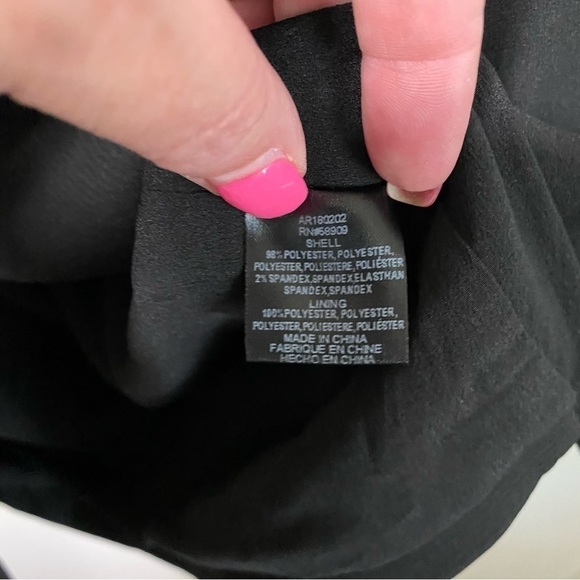 AR180202
RN#58909
SHELL
98% POLYESTER, POLYESTER,
POLYESTER, POLIESTERE, POLIÉSTER
2% SPANDEX, SPANDEX, ELASTHAN
SPANDEX, SPANDEX
LINING
100% POLYESTER, POLYESTER,
POLYESTER, POLIESTERE, POLIÉSTER
MADE IN CHINA
FABRIQUE EN CHINE
HECHO EN CHINA